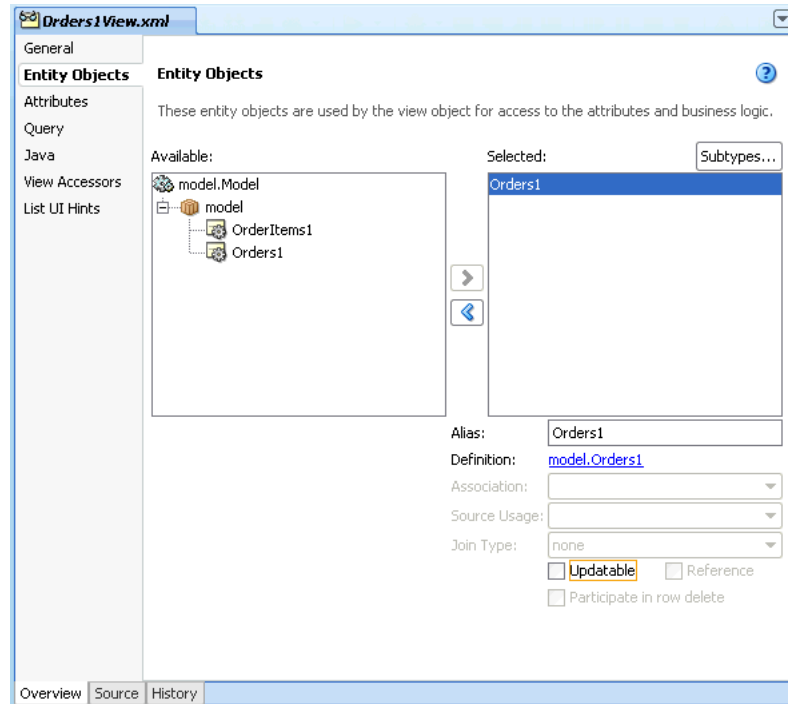 Orders1View.xml
General
Entity Objects
Attributes
Query
Java
View Accessors
List UI Hints
Entity Objects
These entity objects are used by the view object for access to the attributes and business logic.
Available:
Selected:
Subtypes...
model.Model
model
OrderItems1
Orders1
Orders1
Alias:
Orders1
Definition:
model.Orders1
Association:
Source Usage:
Join Type:
none
Updatable
Reference
Participate in row delete
Overview
Source
History